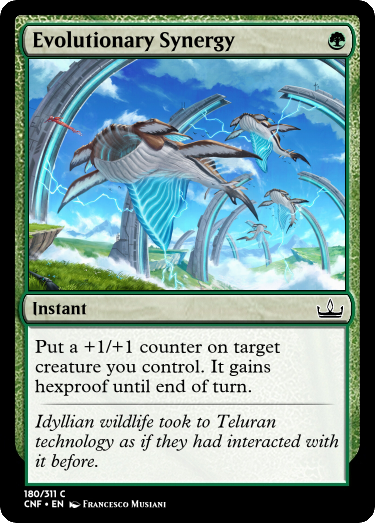 Evolutionary Synergy
Instant
Put a +1/+1 counter on target
creature you control. It gains
hexproof until end of turn.
Idyllian wildlife took to Teluran
technology as if they had interacted with
it before.
180/311 C
CNF • EN Francesco Musiani